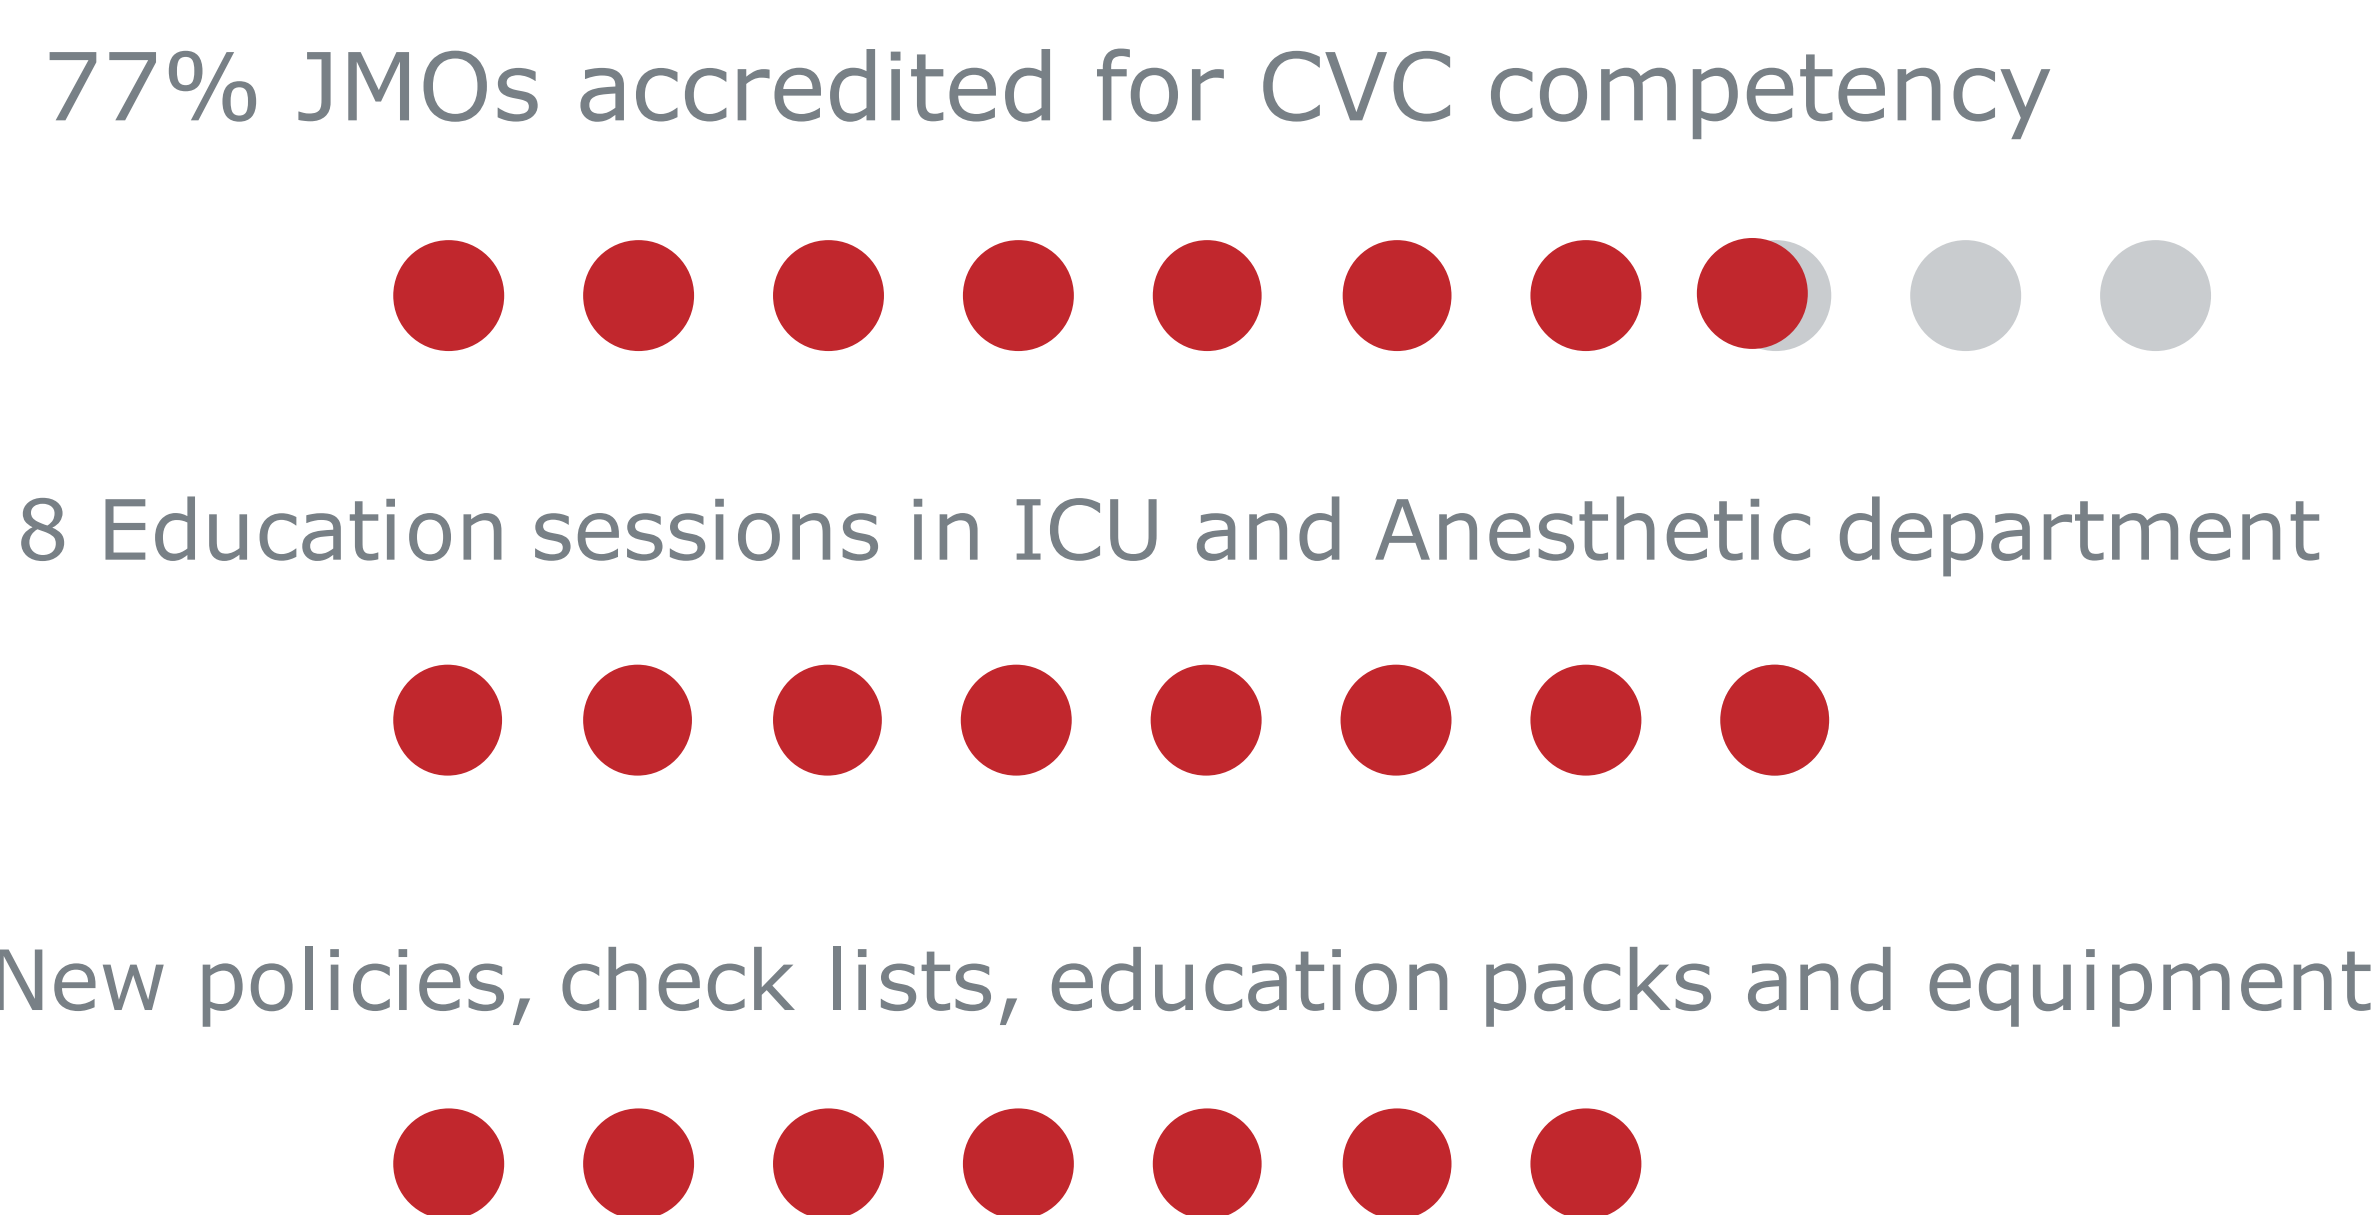 77% JMOs accredited for CVC competency
8 Education sessions in ICU and Anesthetic department
New policies, check lists, education packs and equipment